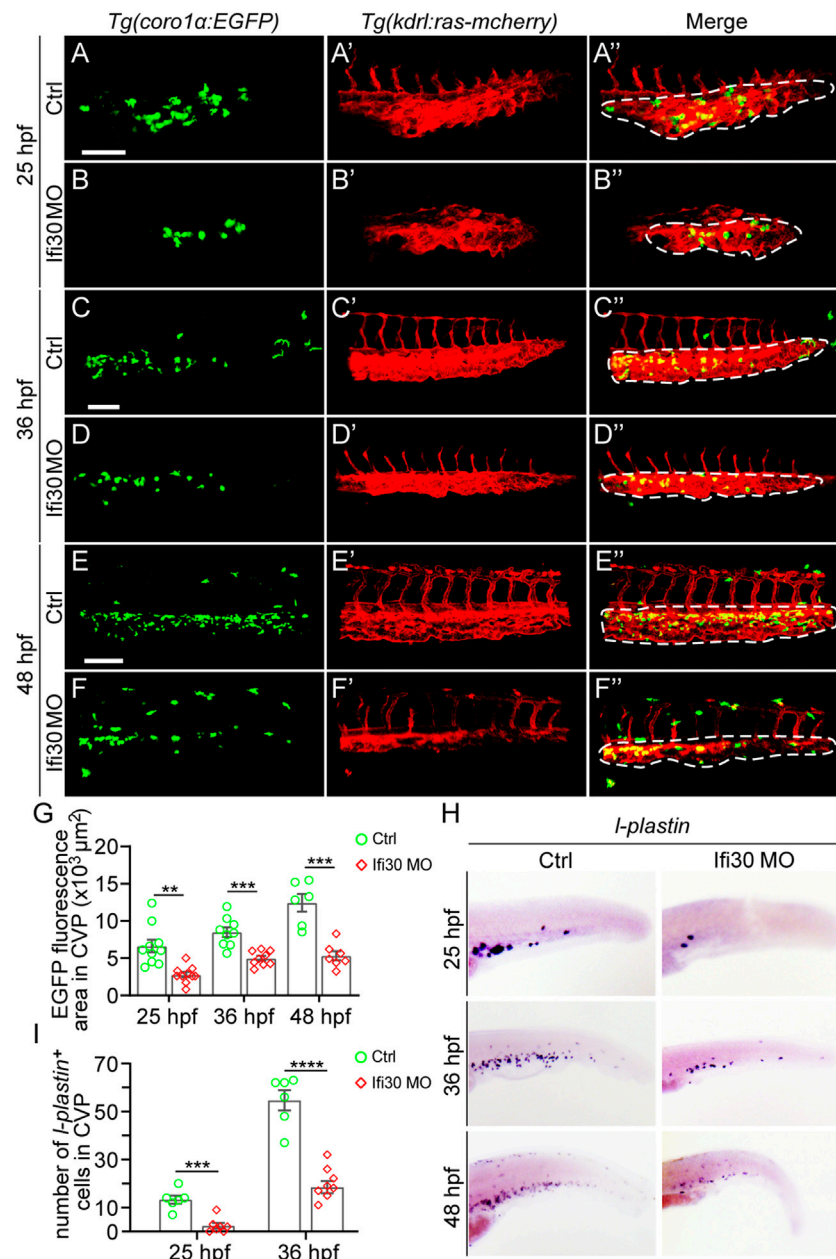 Tg(coro1α:EGFP) Tg(kdrl:ras-mcherry) Merge
25 hpf
Ctrl
A A' A''
Ifi30 MO
B B' B''
36 hpf
Ctrl
C C' C''
Ifi30 MO
D D' D''
48 hpf
Ctrl
E E' E''
Ifi30 MO
F F' F''
G
EGFP fluorescence
area in CVP (x10³ µm²)
20
15
10
5
0
** *** ***
Ctrl
Ifi30 MO
25 hpf 36 hpf 48 hpf
H
l-plastin
Ctrl Ifi30 MO
25 hpf
36 hpf
48 hpf
I
number of l-plastin⁺
cells in CVP
70
50
30
20
10
0
*** ****
Ctrl
Ifi30 MO
25 hpf 36 hpf